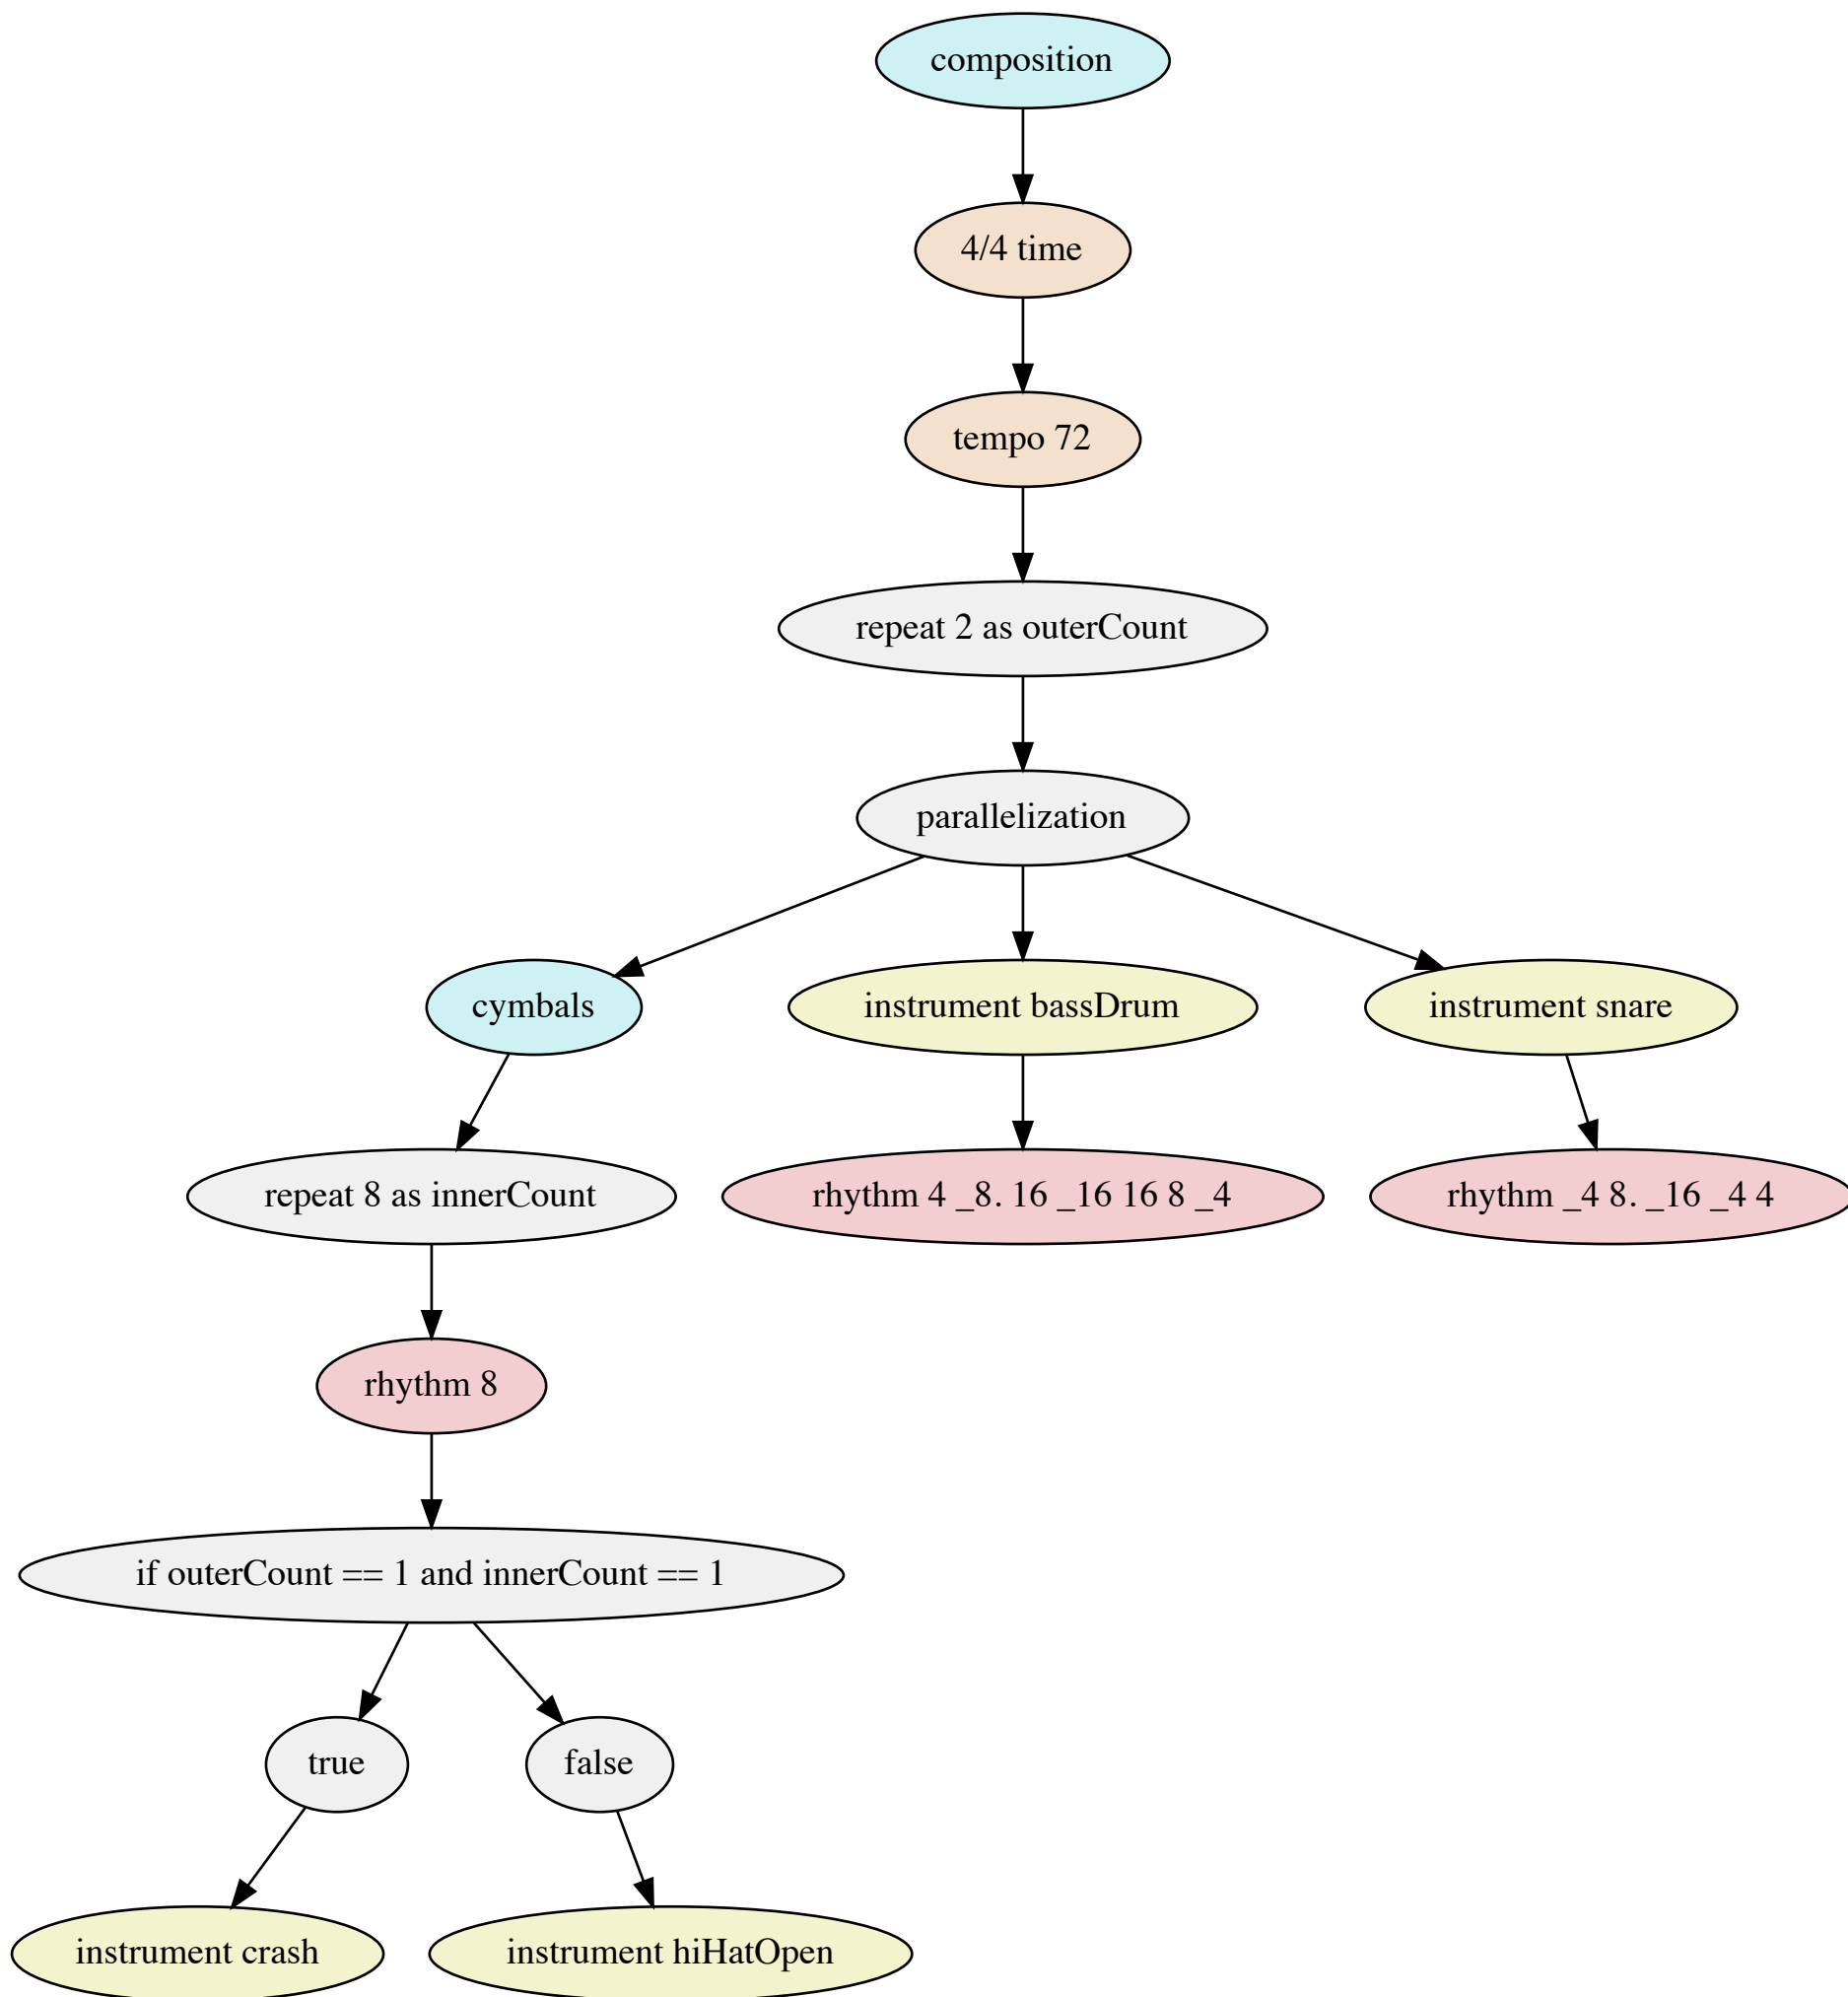 composition
4/4 time
tempo 72
repeat 2 as outerCount
parallelization
cymbals
instrument bassDrum
instrument snare
repeat 8 as innerCount
rhythm 4 _8. 16 _16 16 8 _4
rhythm _4 8. _16 _4 4
rhythm 8
if outerCount == 1 and innerCount == 1
true
false
instrument crash
instrument hiHatOpen